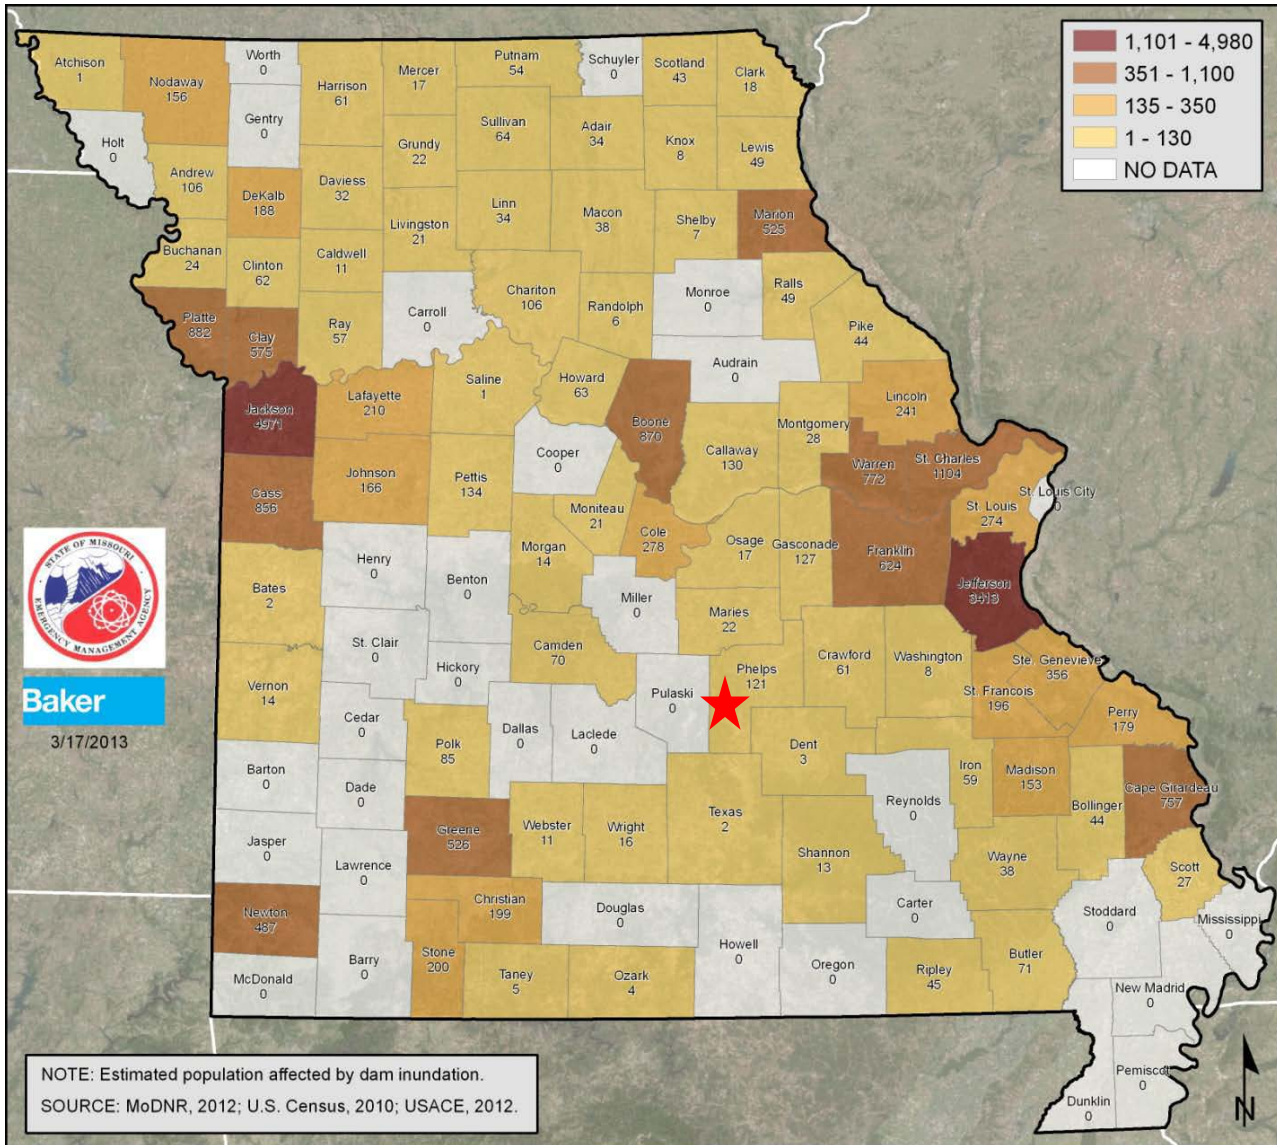 1,101 - 4,980
351 - 1,100
135 - 350
1 - 130
NO DATA
Atchison
1
Nodaway
156
Worth
0
Harrison
61
Mercer
17
Putnam
54
Schuyler
0
Scotland
43
Clark
18
Holt
0
Gentry
0
Grundy
22
Sullivan
64
Adair
34
Knox
8
Lewis
49
Andrew
106
DeKalb
188
Daviess
32
Livingston
21
Linn
34
Macon
38
Shelby
7
Marion
525
Buchanan
24
Clinton
62
Caldwell
11
Carroll
0
Chariton
106
Randolph
6
Monroe
0
Ralls
49
Pike
44
Platte
882
Clay
575
Ray
57
Audrain
0
Jackson
4971
Lafayette
210
Saline
1
Howard
63
Boone
870
Callaway
130
Montgomery
28
Lincoln
241
Cooper
0
Warren
772
St. Charles
1104
Cass
856
Johnson
166
Pettis
134
Moniteau
21
Cole
278
St. Louis
274
St. Louis City
0
Morgan
14
Osage
17
Gasconade
127
Franklin
624
Jefferson
3413
Henry
0
Benton
0
Bates
2
Miller
0
Maries
22
STATE OF MISSOURI
EMERGENCY MANAGEMENT AGENCY
St. Clair
0
Hickory
0
Camden
70
Phelps
121
Crawford
61
Washington
8
Ste. Genevieve
356
St. Francois
196
Perry
179
Vernon
14
Pulaski
0
Baker
3/17/2013
Cedar
0
Polk
85
Dallas
0
Laclede
0
Dent
3
Iron
59
Madison
153
Barton
0
Dade
0
Bollinger
44
Cape Girardeau
757
Reynolds
0
Texas
2
Greene
526
Webster
11
Wright
16
Jasper
0
Lawrence
0
Shannon
13
Wayne
38
Scott
27
Newton
487
Christian
199
Douglas
0
Carter
0
Stoddard
0
Mississippi
0
Howell
0
Stone
200
Barry
0
Oregon
0
Butler
71
McDonald
0
Taney
5
Ozark
4
Ripley
45
New Madrid
0
Pemiscot
0
Dunklin
0
NOTE: Estimated population affected by dam inundation.
SOURCE: MoDNR, 2012; U.S. Census, 2010; USACE, 2012.
N